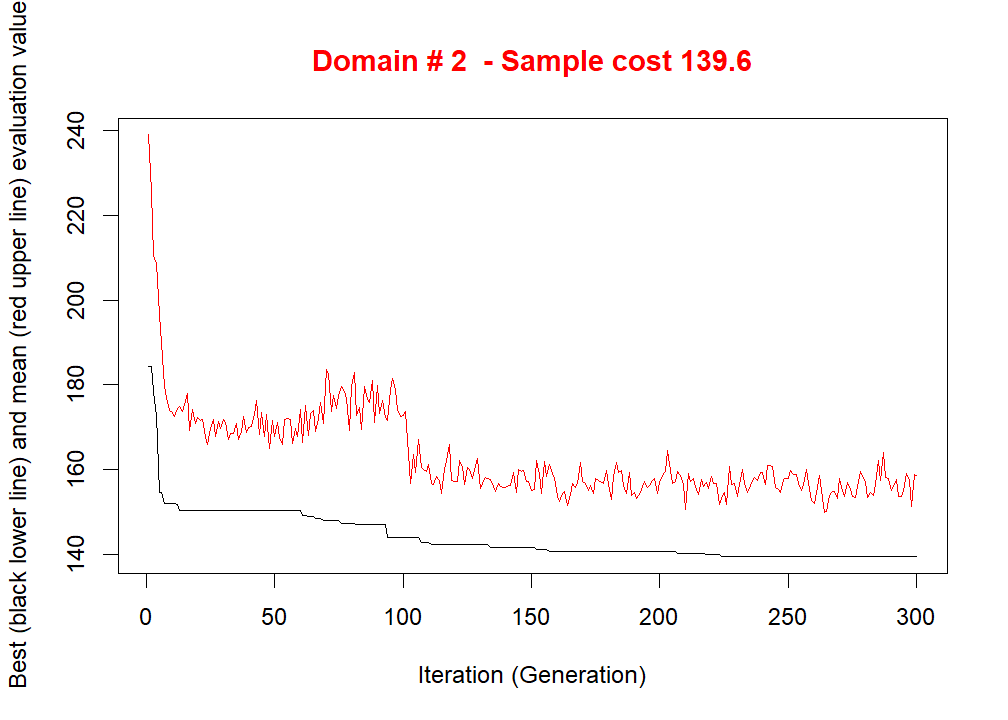 Domain # 2  - Sample cost 139.6
Best (black lower line) and mean (red upper line) evaluation value
240
220
200
180
160
140
0 50 100 150 200 250 300
Iteration (Generation)